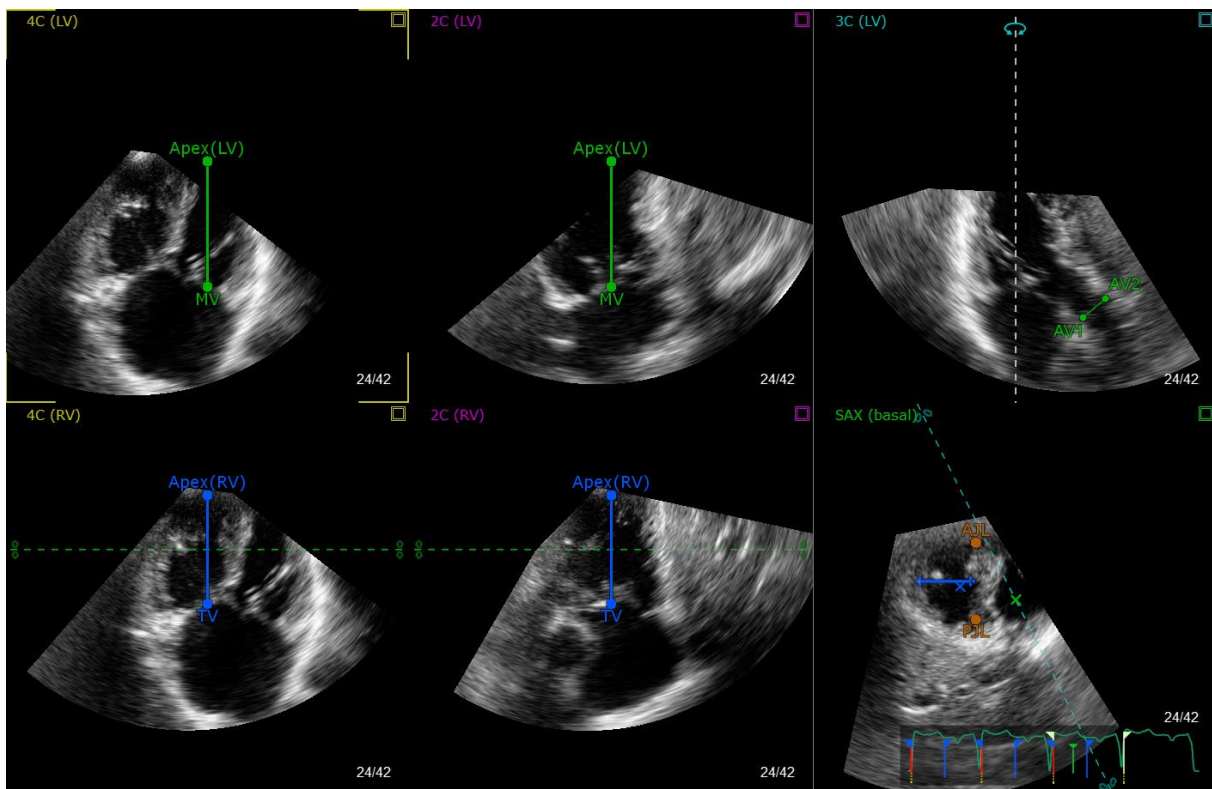 4C (LV)
Apex(LV)
MV
24/42
2C (LV)
Apex(LV)
MV
3C (LV)
AV2
AV1
24/42
4C (RV)
Apex(RV)
TV
24/42
2C (RV)
Apex(RV)
TV
24/42
SAX (basal)
AJL
PJL
24/42